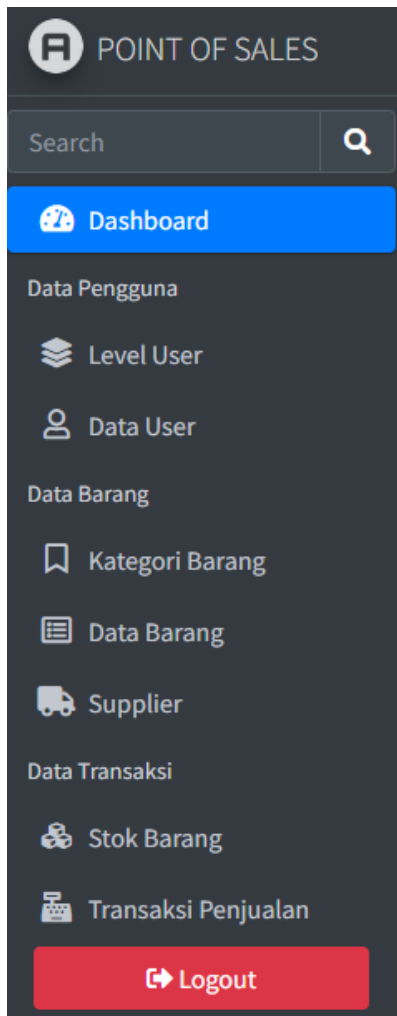 POINT OF SALES
Search
Dashboard
Data Pengguna
Level User
Data User
Data Barang
Kategori Barang
Data Barang
Supplier
Data Transaksi
Stok Barang
Transaksi Penjualan
Logout